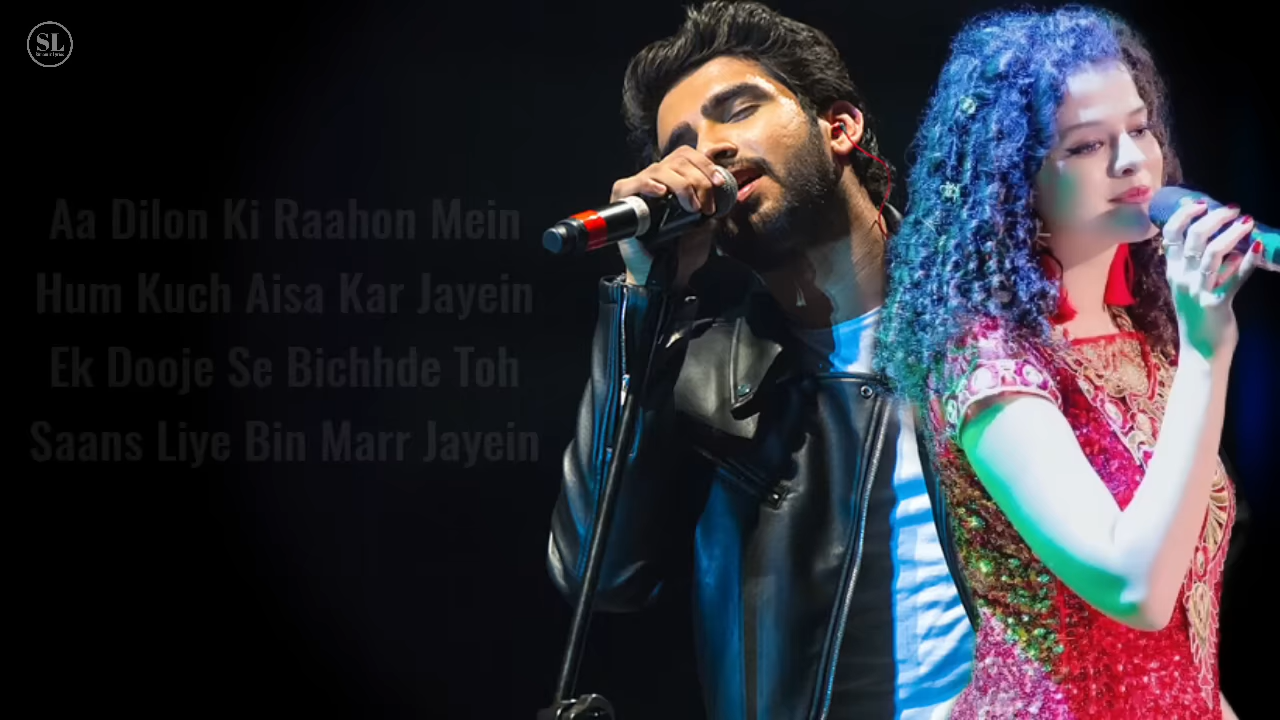 SL
Aa Dilon Ki Raahon Mein
Hum Kuch Aisa Kar Jayein
Ek Dooje Se Bichhde Toh
Saans Liye Bin Marr Jayein